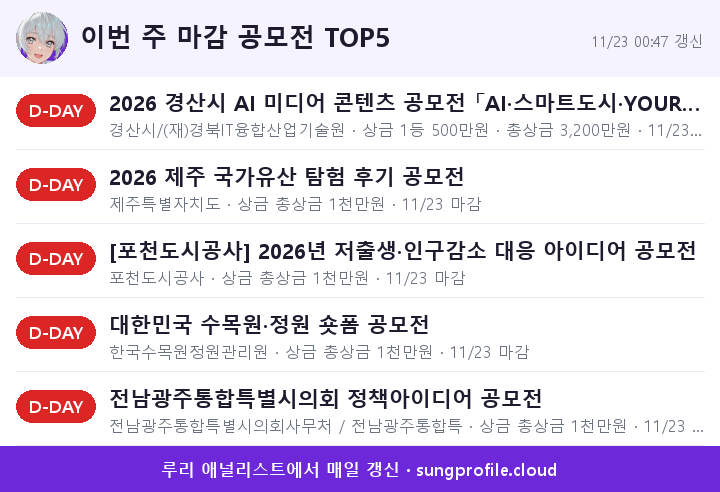 이번 주 마감 공모전 TOP5
11/23 00:47 갱신
D-DAY
2026 경산시 AI 미디어 콘텐츠 공모전 「AI·스마트도시·YOUR...
경산시/(재)경북IT융합산업기술원 · 상금 1등 500만원 · 총상금 3,200만원 · 11/23...
D-DAY
2026 제주 국가유산 탐험 후기 공모전
제주특별자치도 · 상금 총상금 1천만원 · 11/23 마감
D-DAY
[포천도시공사] 2026년 저출생·인구감소 대응 아이디어 공모전
포천도시공사 · 상금 총상금 1천만원 · 11/23 마감
D-DAY
대한민국 수목원·정원 숏폼 공모전
한국수목원정원관리원 · 상금 총상금 1천만원 · 11/23 마감
D-DAY
전남광주통합특별시의회 정책아이디어 공모전
전남광주통합특별시의회사무처 / 전남광주통합특 · 상금 총상금 1천만원 · 11/23 ...
루리 애널리스트에서 매일 갱신 · sungprofile.cloud